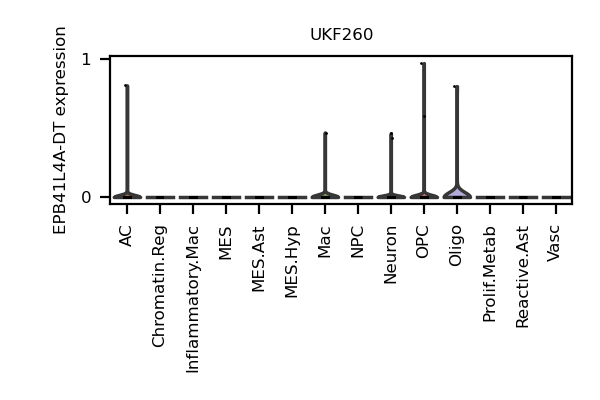 UKF260
EPB41L4A-DT expression
1
0
AC
Chromatin.Reg
Inflammatory.Mac
MES
MES.Ast
MES.Hyp
Mac
NPC
Neuron
OPC
Oligo
Prolif.Metab
Reactive.Ast
Vasc